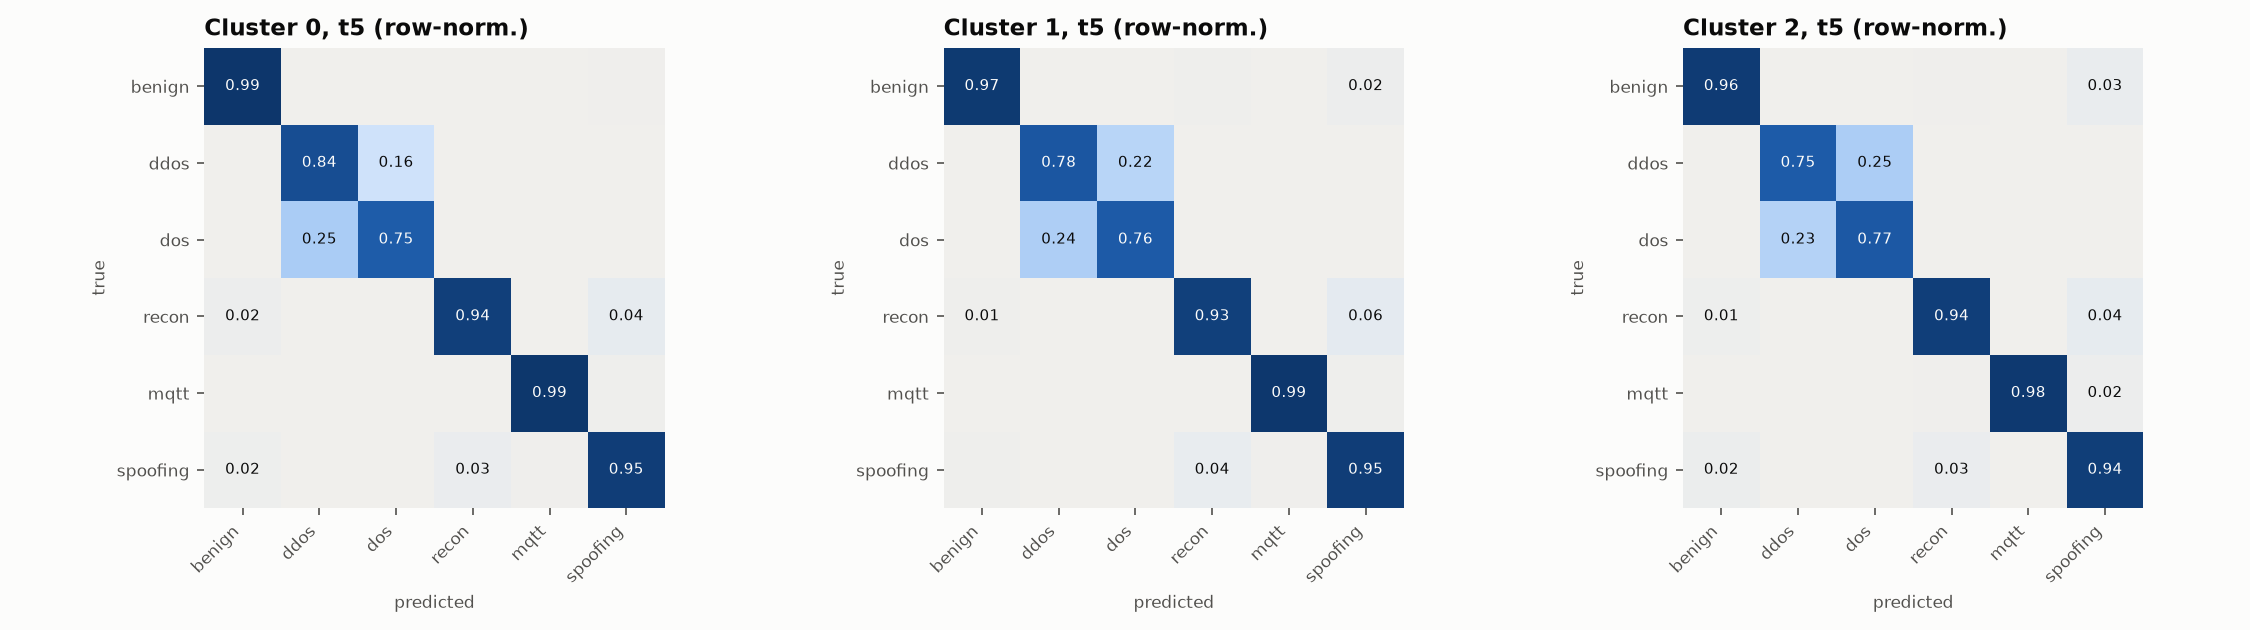 Cluster 0, t5 (row-norm.)
benign 0.99
ddos 0.84 0.16
dos 0.25 0.75
recon 0.02 0.94 0.04
mqtt 0.99
spoofing 0.02 0.03 0.95
true
benign ddos dos recon mqtt spoofing
predicted
Cluster 1, t5 (row-norm.)
benign 0.97 0.02
ddos 0.78 0.22
dos 0.24 0.76
recon 0.01 0.93 0.06
mqtt 0.99
spoofing 0.04 0.95
true
benign ddos dos recon mqtt spoofing
predicted
Cluster 2, t5 (row-norm.)
benign 0.96 0.03
ddos 0.75 0.25
dos 0.23 0.77
recon 0.01 0.94 0.04
mqtt 0.98 0.02
spoofing 0.02 0.03 0.94
true
benign ddos dos recon mqtt spoofing
predicted